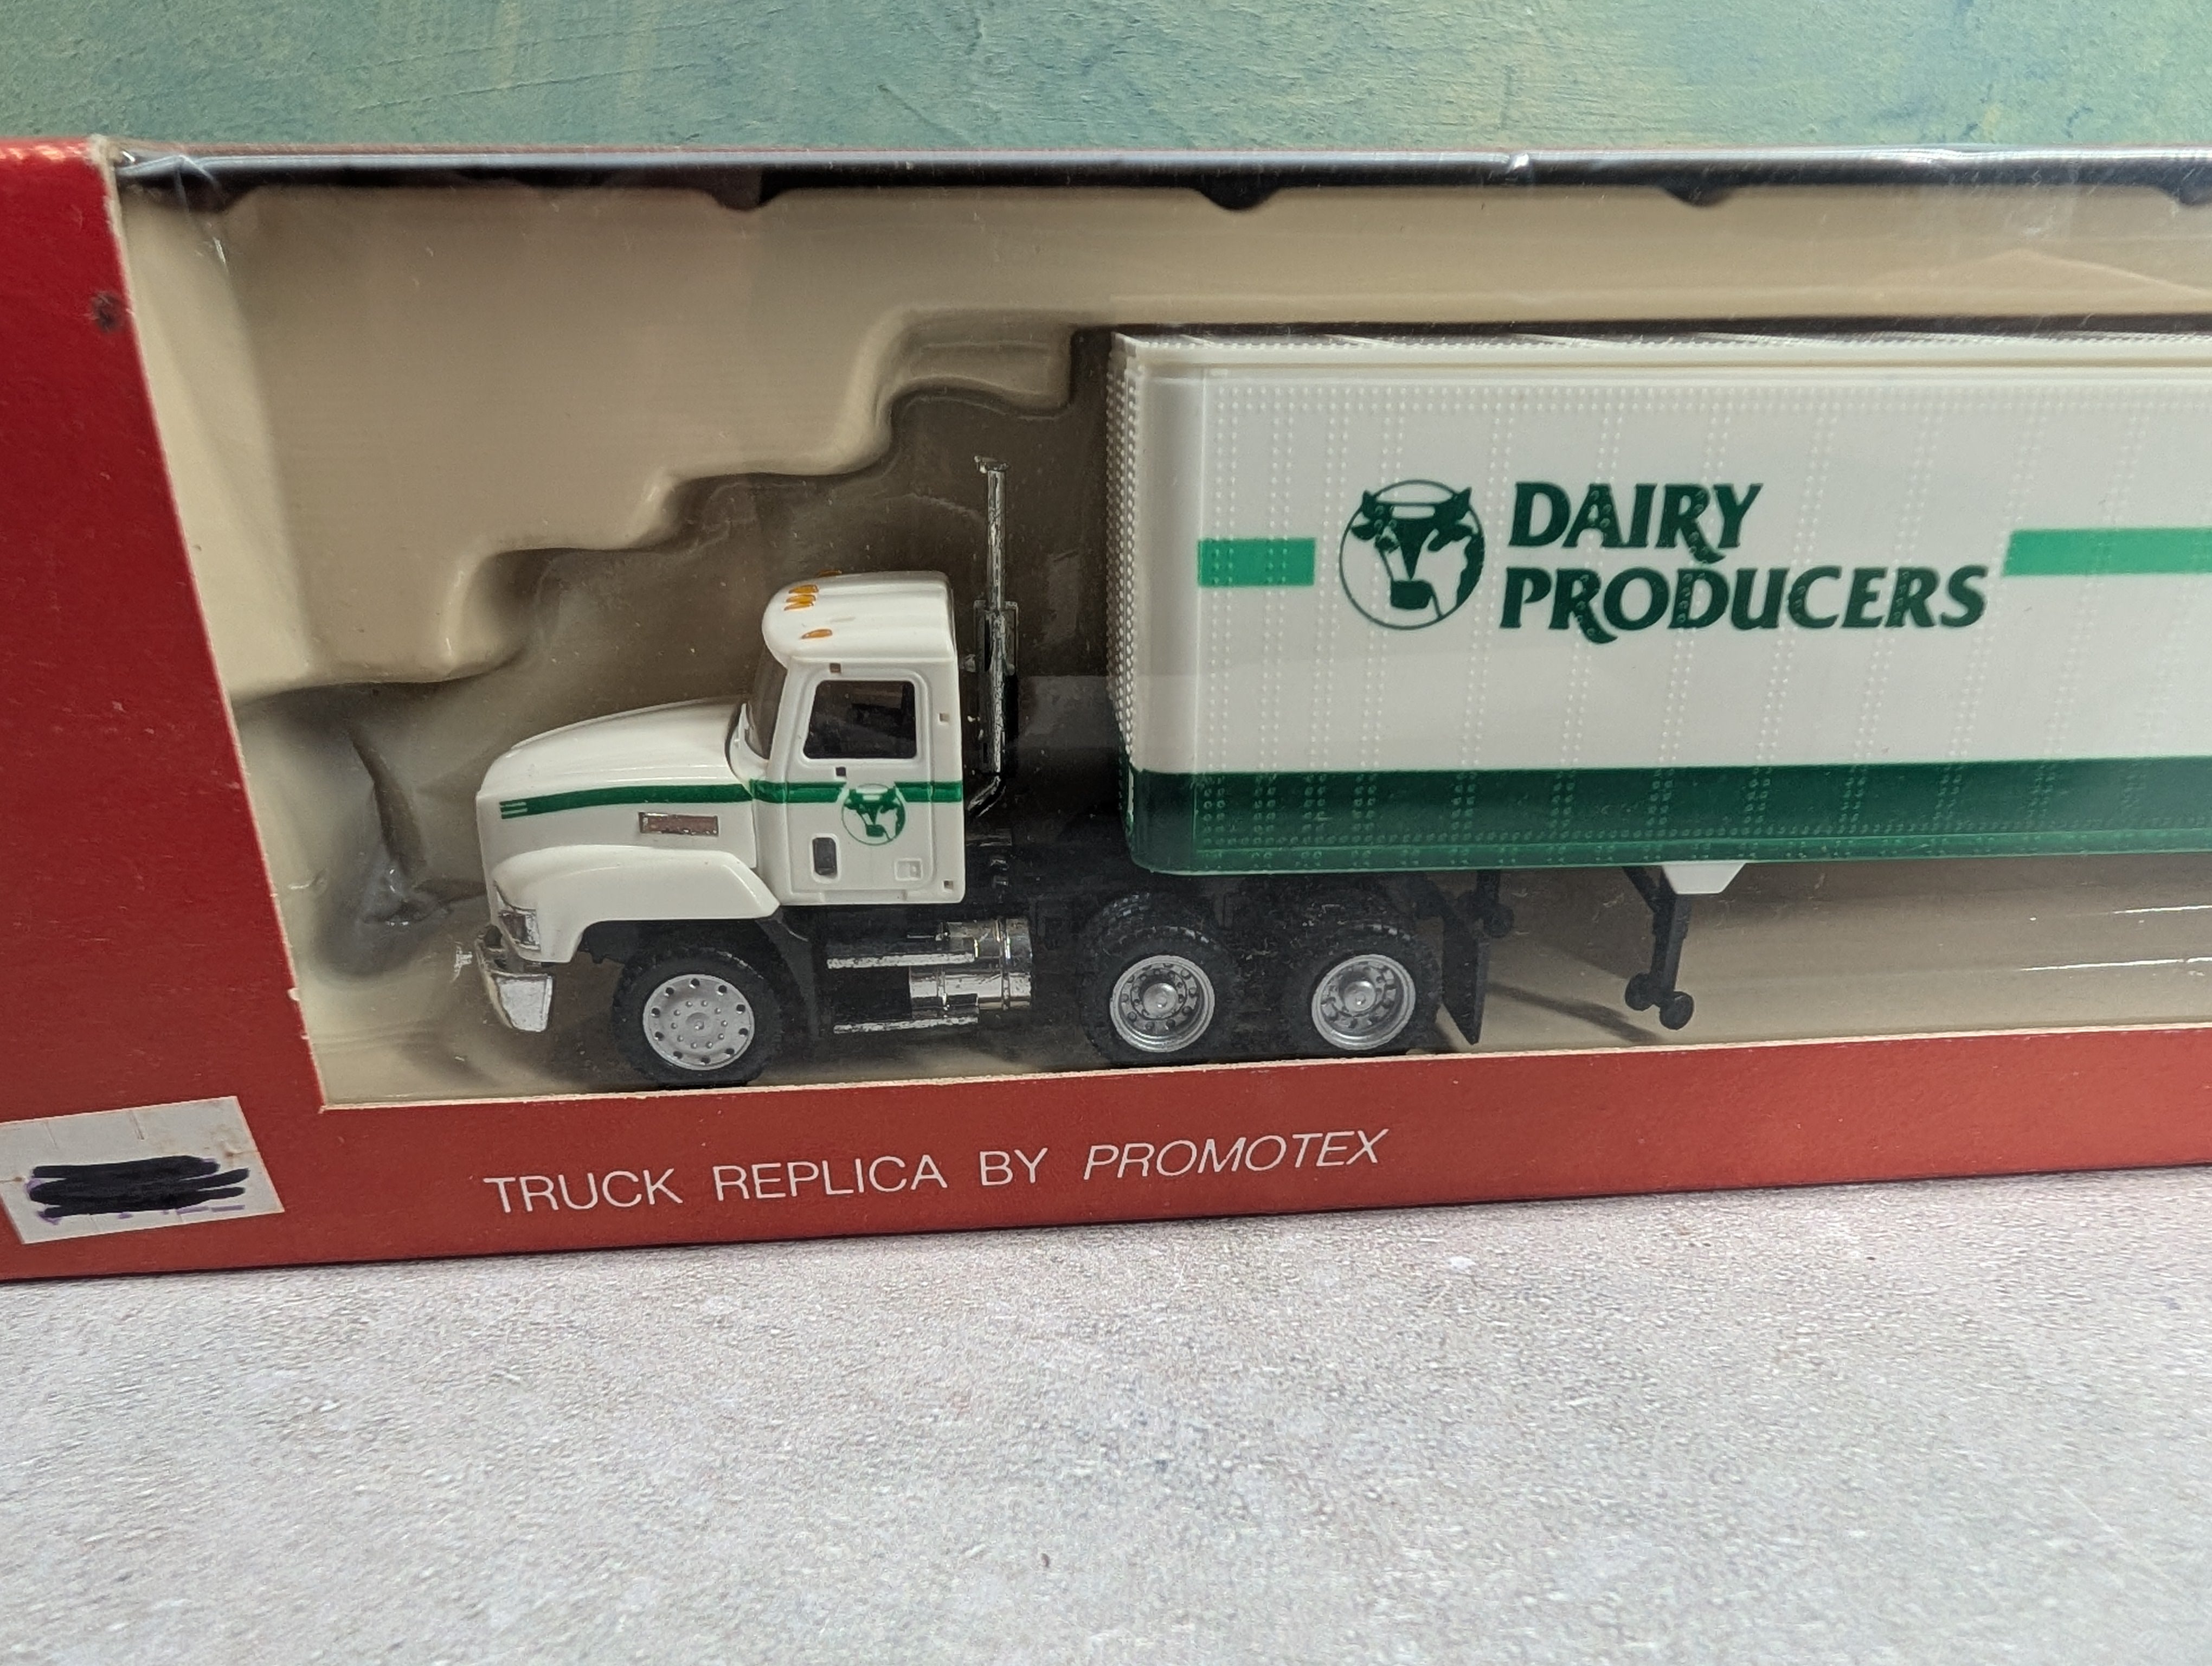 DAIRY
PRODUCERS
TRUCK REPLICA BY PROMOTEX